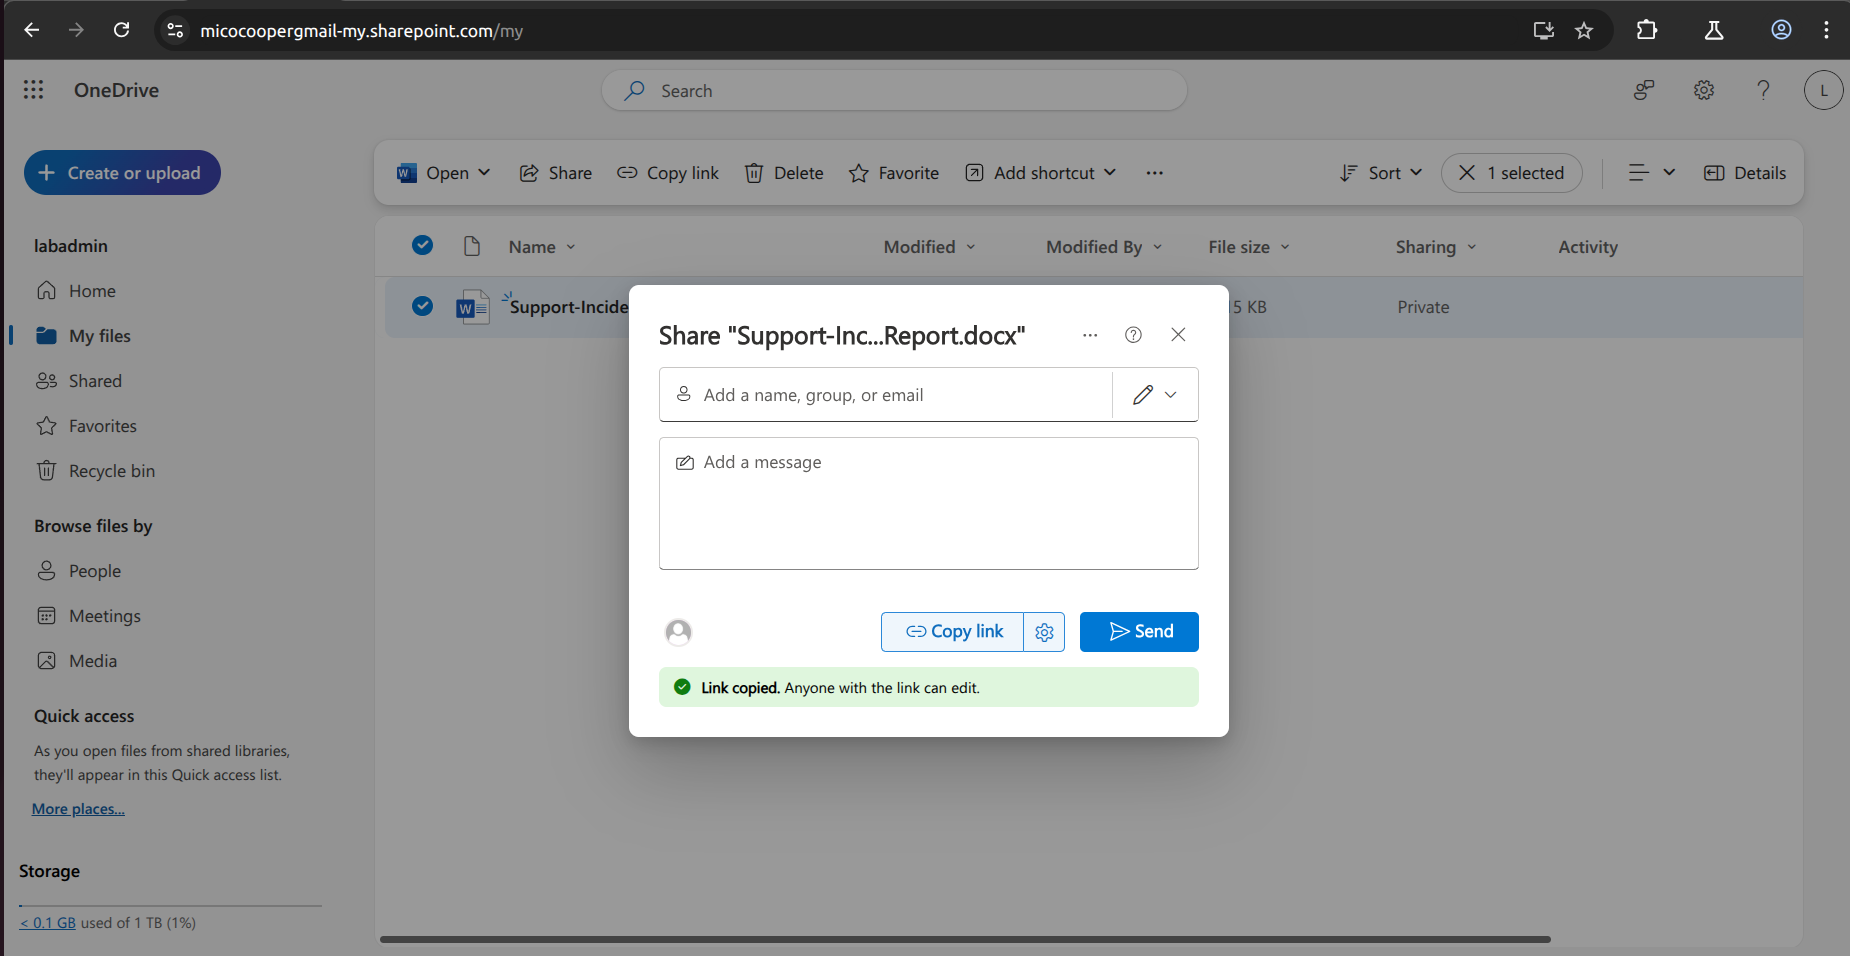 micocoopergmail-my.sharepoint.com/my
OneDrive
Search
L
Create or upload
Open
Share
Copy link
Delete
Favorite
Add shortcut
Sort
1 selected
Details
labadmin
Home
My files
Shared
Favorites
Recycle bin
Browse files by
People
Meetings
Media
Quick access
As you open files from shared libraries,
they'll appear in this Quick access list.
More places...
Storage
< 0.1 GB used of 1 TB (1%)
Name
Modified
Modified By
File size
Sharing
Activity
W
Support-Incide
5 KB
Private
Share "Support-Inc...Report.docx"
Add a name, group, or email
Add a message
Copy link
Send
Link copied. Anyone with the link can edit.